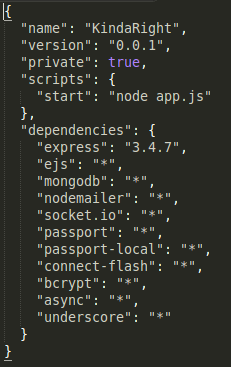 {
  "name": "KindaRight",
  "version": "0.0.1",
  "private": true,
  "scripts": {
    "start": "node app.js"
  },
  "dependencies": {
    "express": "3.4.7",
    "ejs": "*",
    "mongodb": "*",
    "nodemailer": "*",
    "socket.io": "*",
    "passport": "*",
    "passport-local": "*",
    "connect-flash": "*",
    "bcrypt": "*",
    "async": "*",
    "underscore": "*"
  }
}